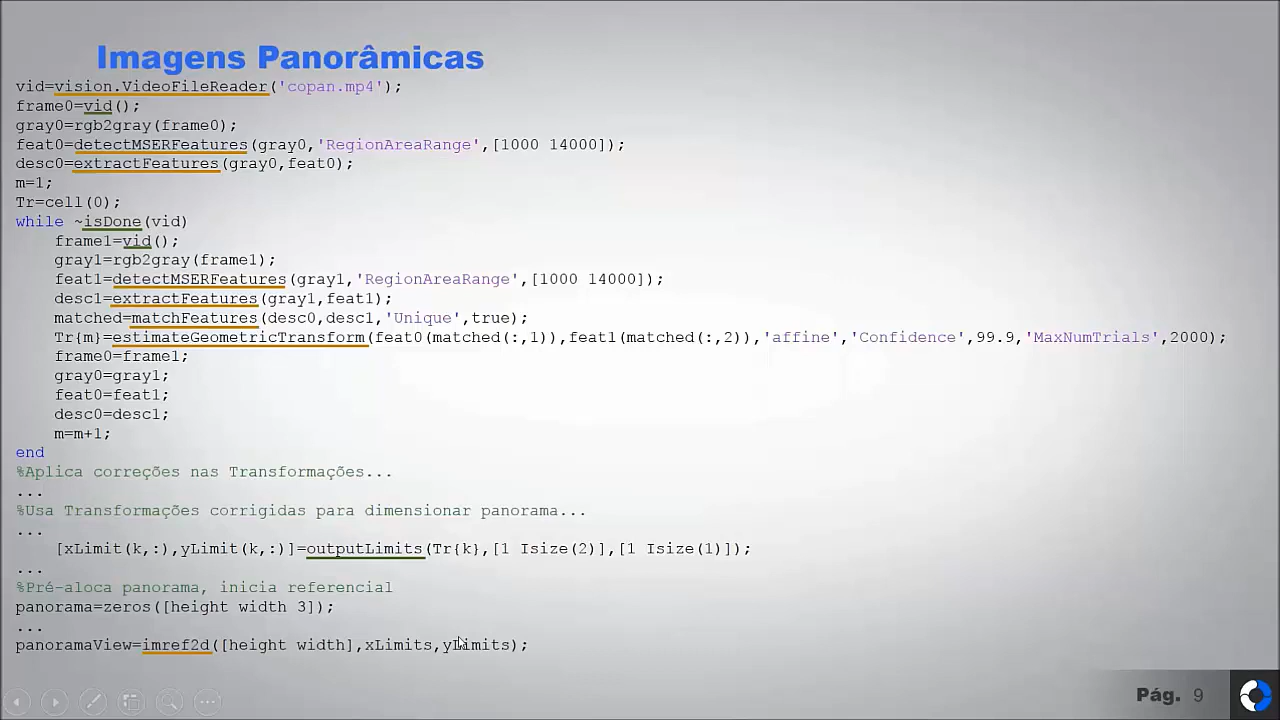 Imagens Panorâmicas
vid=vision.VideoFileReader('copan.mp4');
frame0=vid();
gray0=rgb2gray(frame0);
feat0=detectMSERFeatures(gray0,'RegionAreaRange',[1000 14000]);
desc0=extractFeatures(gray0,feat0);
m=1;
Tr=cell(0);
while ~isDone(vid)
    frame1=vid();
    gray1=rgb2gray(frame1);
    feat1=detectMSERFeatures(gray1,'RegionAreaRange',[1000 14000]);
    desc1=extractFeatures(gray1,feat1);
    matched=matchFeatures(desc0,desc1,'Unique',true);
    Tr{m}=estimateGeometricTransform(feat0(matched(:,1)),feat1(matched(:,2)),'affine','Confidence',99.9,'MaxNumTrials',2000);
    frame0=frame1;
    gray0=gray1;
    feat0=feat1;
    desc0=desc1;
    m=m+1;
end
%Aplica correções nas Transformações...
...
%Usa Transformações corrigidas para dimensionar panorama...
...
    [xLimit(k,:),yLimit(k,:)]=outputLimits(Tr{k},[1 Isize(2)],[1 Isize(1)]);
...
%Pré-aloca panorama, inicia referencial
panorama=zeros([height width 3]);
...
panoramaView=imref2d([height width],xLimits,yLimits);
Pág. 9